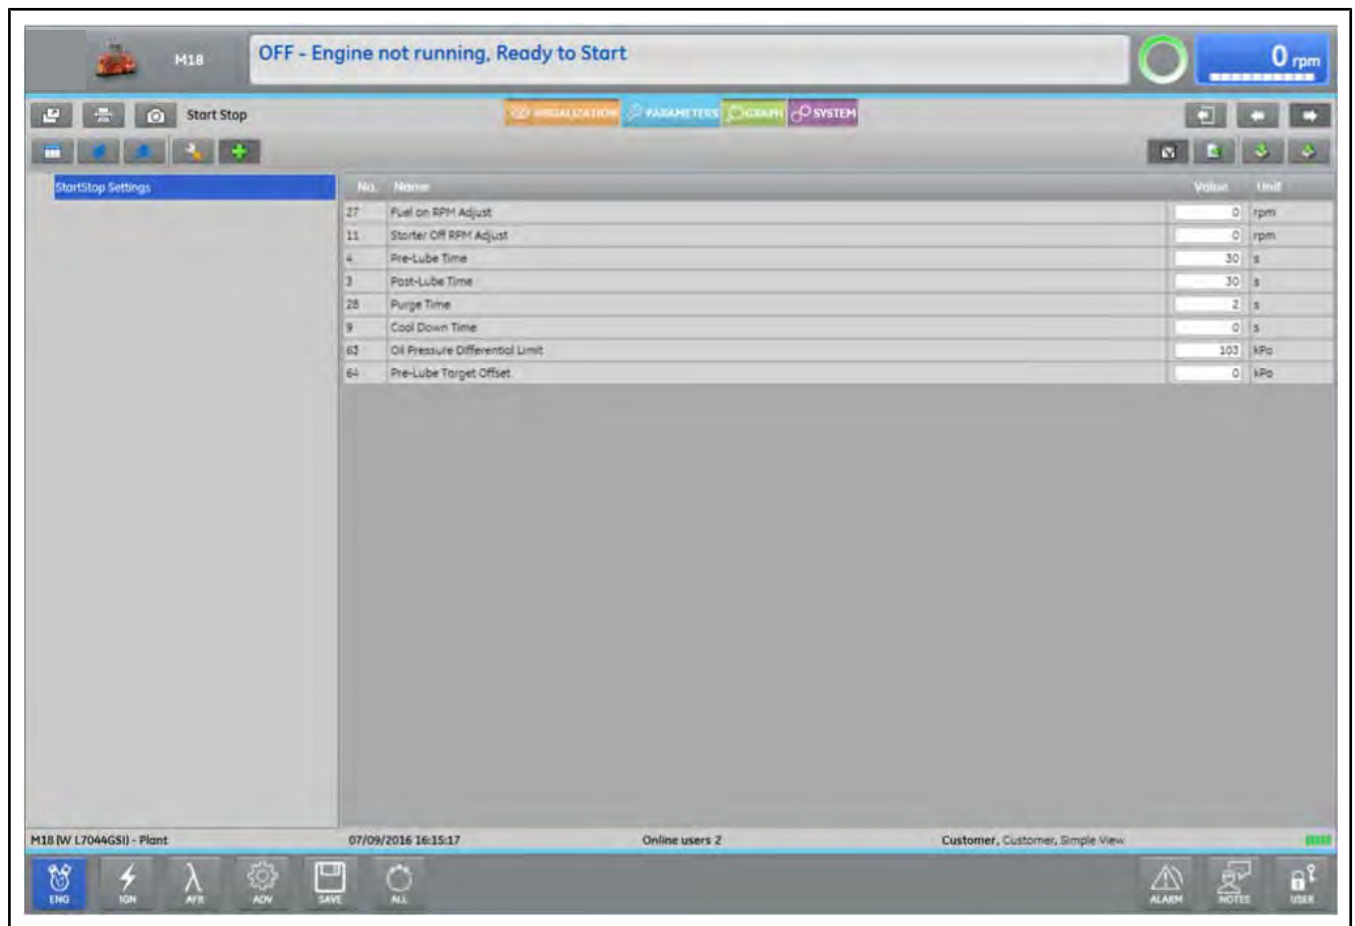 M18
OFF - Engine not running, Ready to Start
0 rpm
Start Stop
VISUALIZATION PARAMETERS GRAPH SYSTEM
StartStop Settings
No. Name Value Unit
27 Fuel on RPM Adjust 0 rpm
11 Starter Off RPM Adjust 0 rpm
4 Pre-Lube Time 30 s
3 Post-Lube Time 30 s
28 Purge Time 2 s
9 Cool Down Time 0 s
63 Oil Pressure Differential Limit 103 kPa
64 Pre-Lube Target Offset 0 kPa
M18 (W L7044GSI) - Plant 07/09/2016 16:15:17 Online users 2 Customer, Customer, Simple View
ENG IGN AFR ADV SAVE ALL ALARM NOTES USER